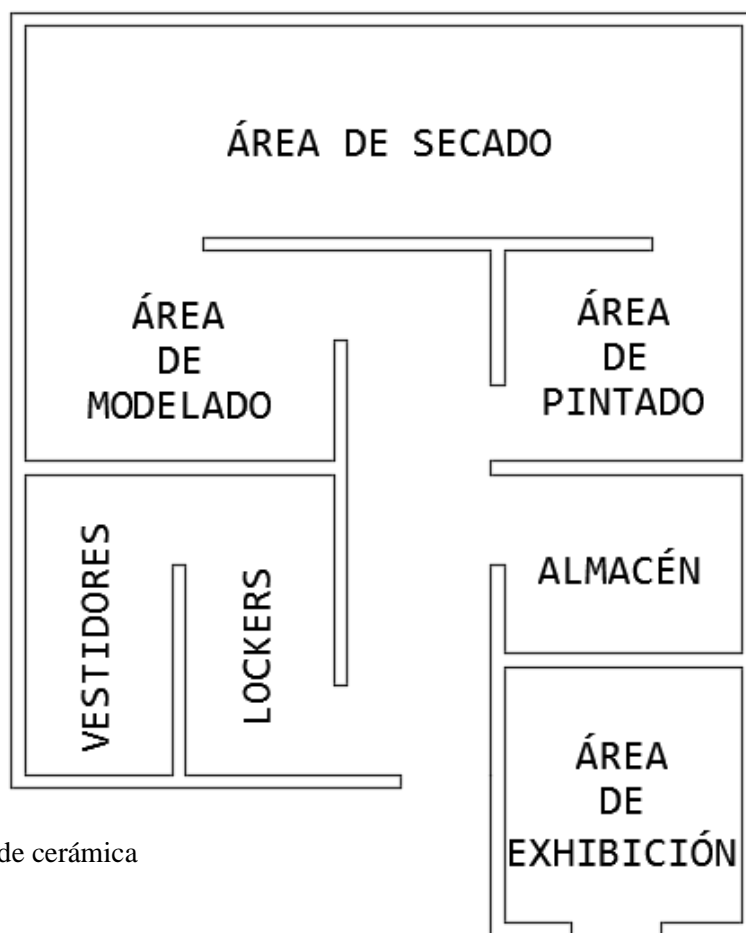 ÁREA DE SECADO
ÁREA
DE
MODELADO
ÁREA
DE
PINTADO
VESTIDORES
LOCKERS
ALMACÉN
ÁREA
DE
EXHIBICIÓN
de cerámica